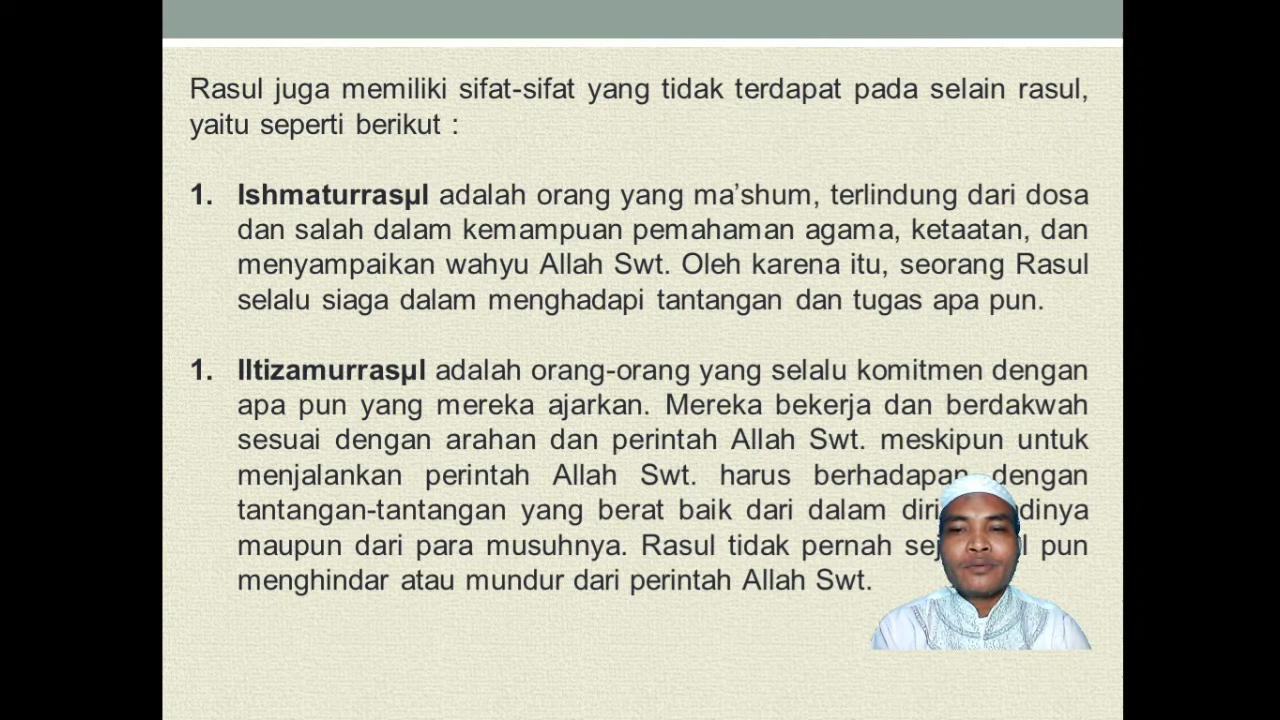 Rasul juga memiliki sifat-sifat yang tidak terdapat pada selain rasul,
yaitu seperti berikut :
1. Ishmaturrasµl adalah orang yang ma’shum, terlindung dari dosa
dan salah dalam kemampuan pemahaman agama, ketaatan, dan
menyampaikan wahyu Allah Swt. Oleh karena itu, seorang Rasul
selalu siaga dalam menghadapi tantangan dan tugas apa pun.
1. Iltizamurrasµl adalah orang-orang yang selalu komitmen dengan
apa pun yang mereka ajarkan. Mereka bekerja dan berdakwah
sesuai dengan arahan dan perintah Allah Swt. meskipun untuk
menjalankan perintah Allah Swt. harus berhadapan dengan
tantangan-tantangan yang berat baik dari dalam diri
maupun dari para musuhnya. Rasul tidak pernah pun
menghindar atau mundur dari perintah Allah Swt.